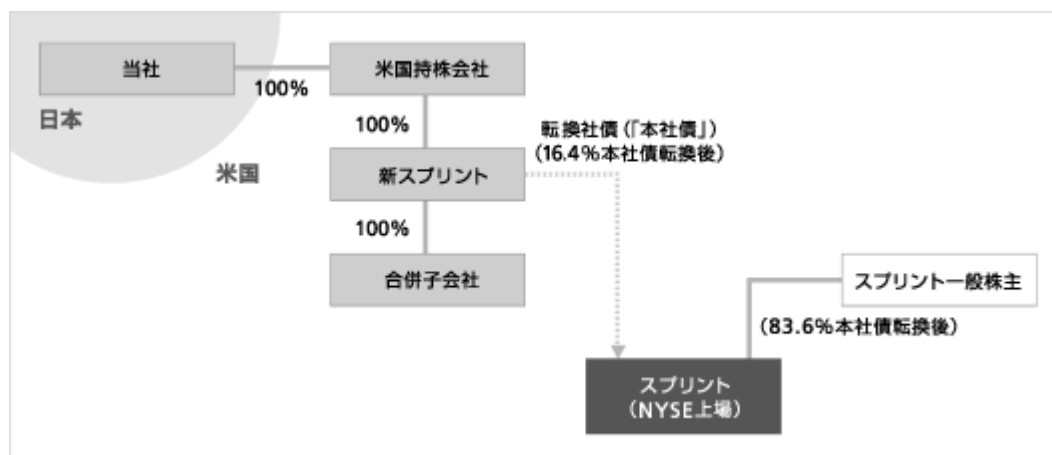 当社
米国持株会社
100%
日本
100%
転換社債(「本社債」)
(16.4%本社債転換後)
米国
新スプリント
100%
合併子会社
スプリント一般株主
(83.6%本社債転換後)
スプリント
(NYSE上場)